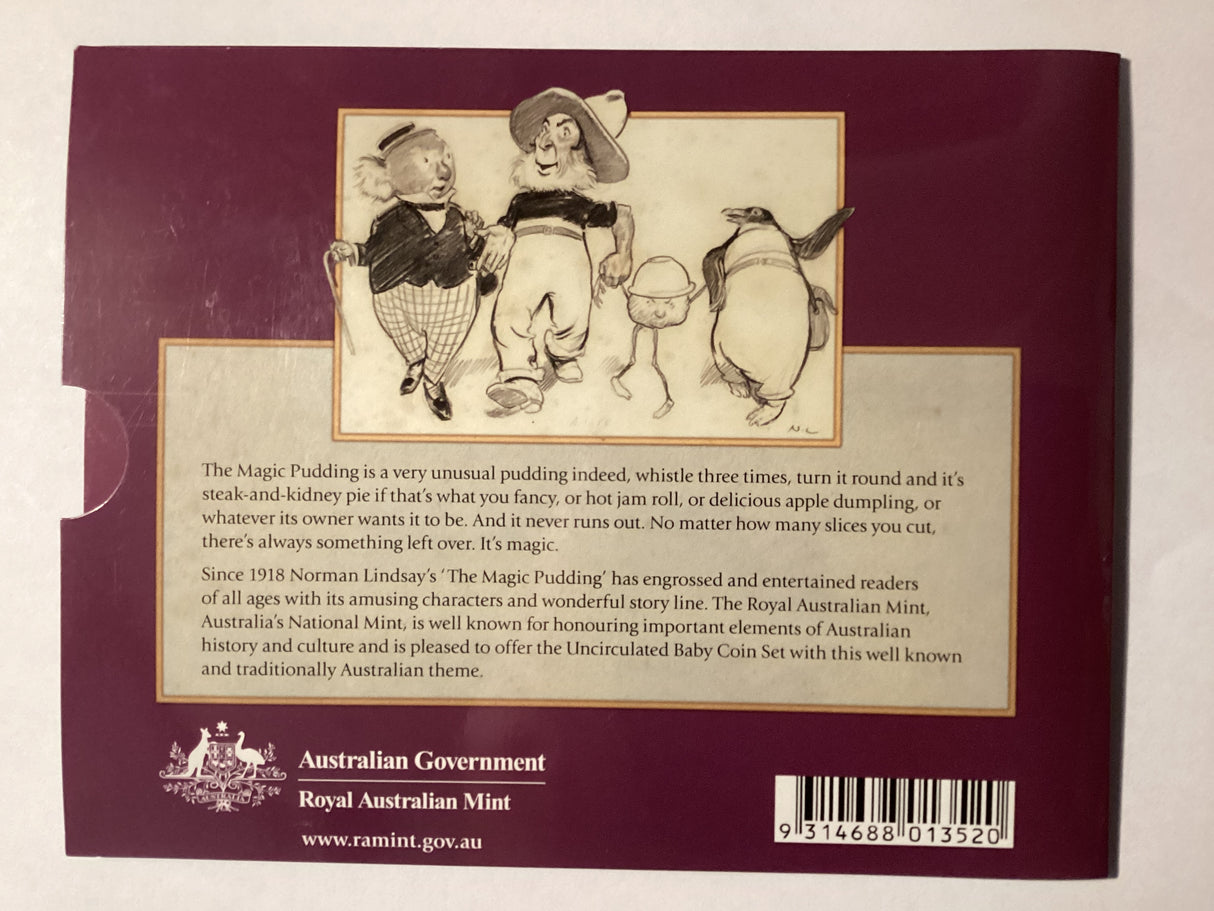 N L
The Magic Pudding is a very unusual pudding indeed, whistle three times, turn it round and it's
steak-and-kidney pie if that's what you fancy, or hot jam roll, or delicious apple dumpling, or
whatever its owner wants it to be. And it never runs out. No matter how many slices you cut,
there's always something left over. It's magic.
Since 1918 Norman Lindsay's 'The Magic Pudding' has engrossed and entertained readers
of all ages with its amusing characters and wonderful story line. The Royal Australian Mint,
Australia's National Mint, is well known for honouring important elements of Australian
history and culture and is pleased to offer the Uncirculated Baby Coin Set with this well known
and traditionally Australian theme.
AUSTRALIA
Australian Government
Royal Australian Mint
www.ramint.gov.au
9 314688 013520